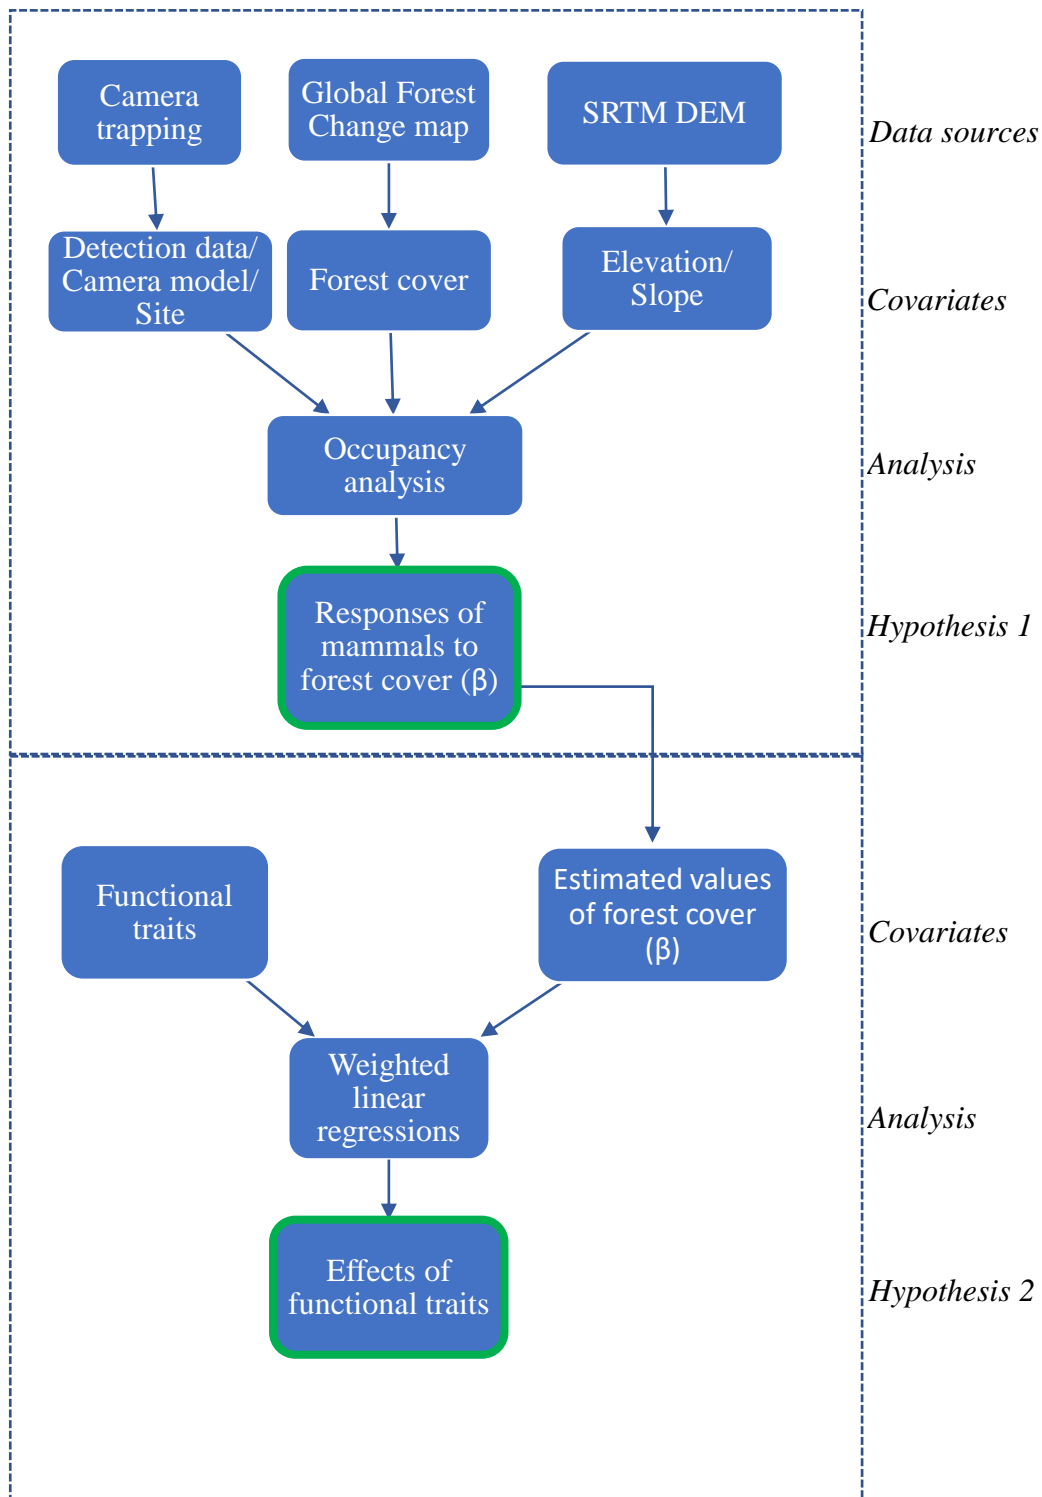 Camera
trapping
Global Forest
Change map
SRTM DEM
Data sources
Detection data/
Camera model/
Site
Forest cover
Elevation/
Slope
Covariates
Occupancy
analysis
Analysis
Responses of
mammals to
forest cover (β)
Hypothesis 1
Functional
traits
Estimated values
of forest cover
(β)
Covariates
Weighted
linear
regressions
Analysis
Effects of
functional traits
Hypothesis 2